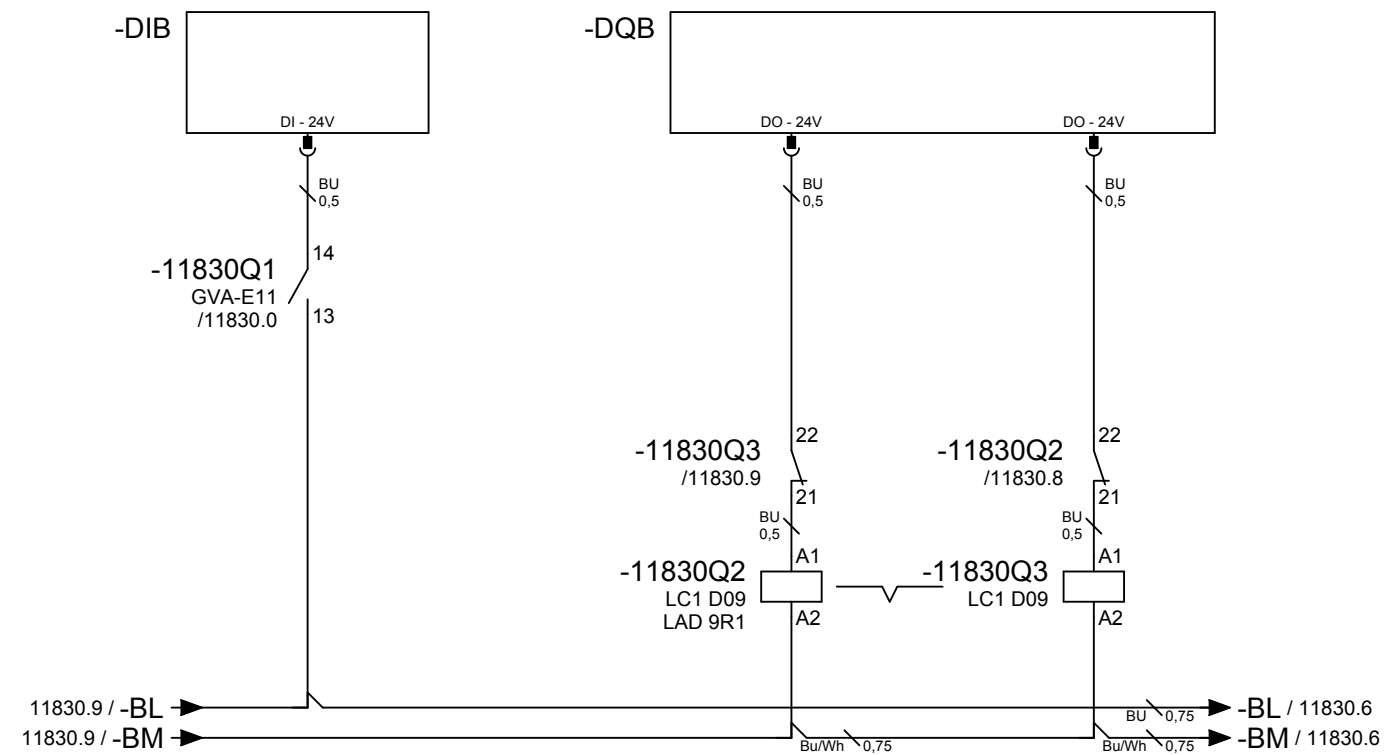 -DIB
-DQB
DI - 24V
DO - 24V
DO - 24V
BU
0,5
BU
0,5
BU
0,5
14
-11830Q1
GVA-E11
/11830.0
13
22
-11830Q3
/11830.9
21
22
-11830Q2
/11830.8
21
BU
0,5
BU
0,5
A1
-11830Q2
LC1 D09
LAD 9R1
A2
A1
-11830Q3
LC1 D09
A2
11830.9 / -BL
BU 0,75
-BL / 11830.6
11830.9 / -BM
Bu/Wh 0,75
Bu/Wh 0,75
-BM / 11830.6